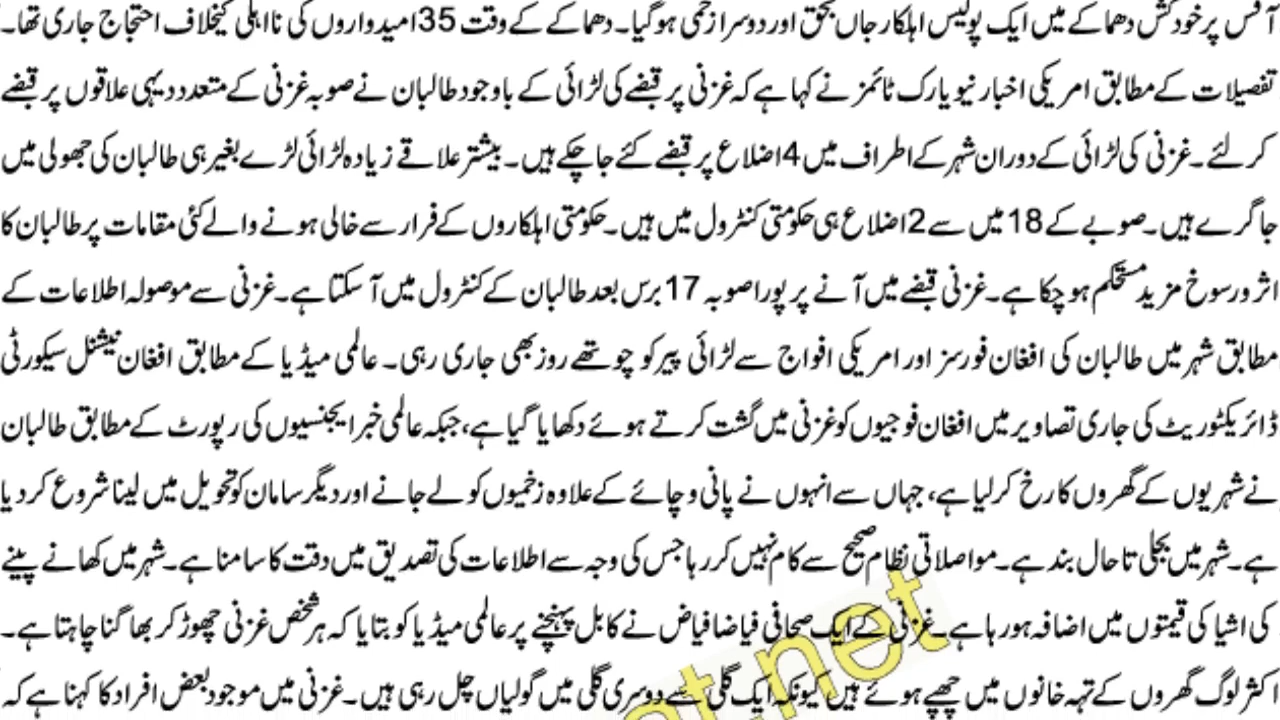 آفس پر خودکش دھماکے میں ایک پولیس اہلکار جاں بحق اور دوسرا زخمی ہو گیا۔ دھماکے کے وقت 35 امیدواروں کی نااہلی کیخلاف احتجاج جاری تھا۔
تفصیلات کے مطابق امریکی اخبار نیو یارک ٹائمز نے کہا ہے کہ غزنی پر قبضے کی لڑائی کے باوجود طالبان نے صوبہ غزنی کے متعدد دیہی علاقوں پر قبضے
کر لئے۔ غزنی کی لڑائی کے دوران شہر کے اطراف میں 4 اضلاع پر قبضے کئے جا چکے ہیں۔ بیشتر علاقے زیادہ لڑائی لڑے بغیر ہی طالبان کی جھولی میں
جا گرے ہیں۔ صوبے کے 18 میں سے 2 اضلاع ہی حکومتی کنٹرول میں ہیں۔ حکومتی اہلکاروں کے فرار سے خالی ہونے والے کئی مقامات پر طالبان کا
اثر و رسوخ مزید مستحکم ہو چکا ہے۔ غزنی قبضے میں آنے پر پورا صوبہ 17 برس بعد طالبان کے کنٹرول میں آ سکتا ہے۔ غزنی سے موصولہ اطلاعات کے
مطابق شہر میں طالبان کی افغان فورسز اور امریکی افواج سے لڑائی پیر کو چوتھے روز بھی جاری رہی۔ عالمی میڈیا کے مطابق افغان نیشنل سیکورٹی
ڈائریکٹوریٹ کی جاری تصاویر میں افغان فوجیوں کو غزنی میں گشت کرتے ہوئے دکھایا گیا ہے، جبکہ عالمی خبر ایجنسیوں کی رپورٹ کے مطابق طالبان
نے شہریوں کے گھروں کا رخ کر لیا ہے، جہاں سے انہوں نے پانی و چائے کے علاوہ زخمیوں کو لے جانے اور دیگر سامان کو تحویل میں لینا شروع کر دیا
ہے۔ شہر میں بجلی تا حال بند ہے۔ مواصلاتی نظام صحیح سے کام نہیں کر رہا جس کی وجہ سے اطلاعات کی تصدیق میں دقت کا سامنا ہے۔ شہر میں کھانے پینے
کی اشیا کی قیمتوں میں اضافہ ہو رہا ہے۔ غزنی کے ایک صحافی فیاضا فیاض نے کابل پہنچنے پر عالمی میڈیا کو بتایا کہ ہر شخص غزنی چھوڑ کر بھاگنا چاہتا ہے۔
اکثر لوگ گھروں کے تہہ خانوں میں چھپے ہوئے ہیں کیونکہ ایک گلی سے دوسری گلی میں گولیاں چل رہی ہیں۔ غزنی میں موجود بعض افراد کا کہنا ہے کہ
at.net